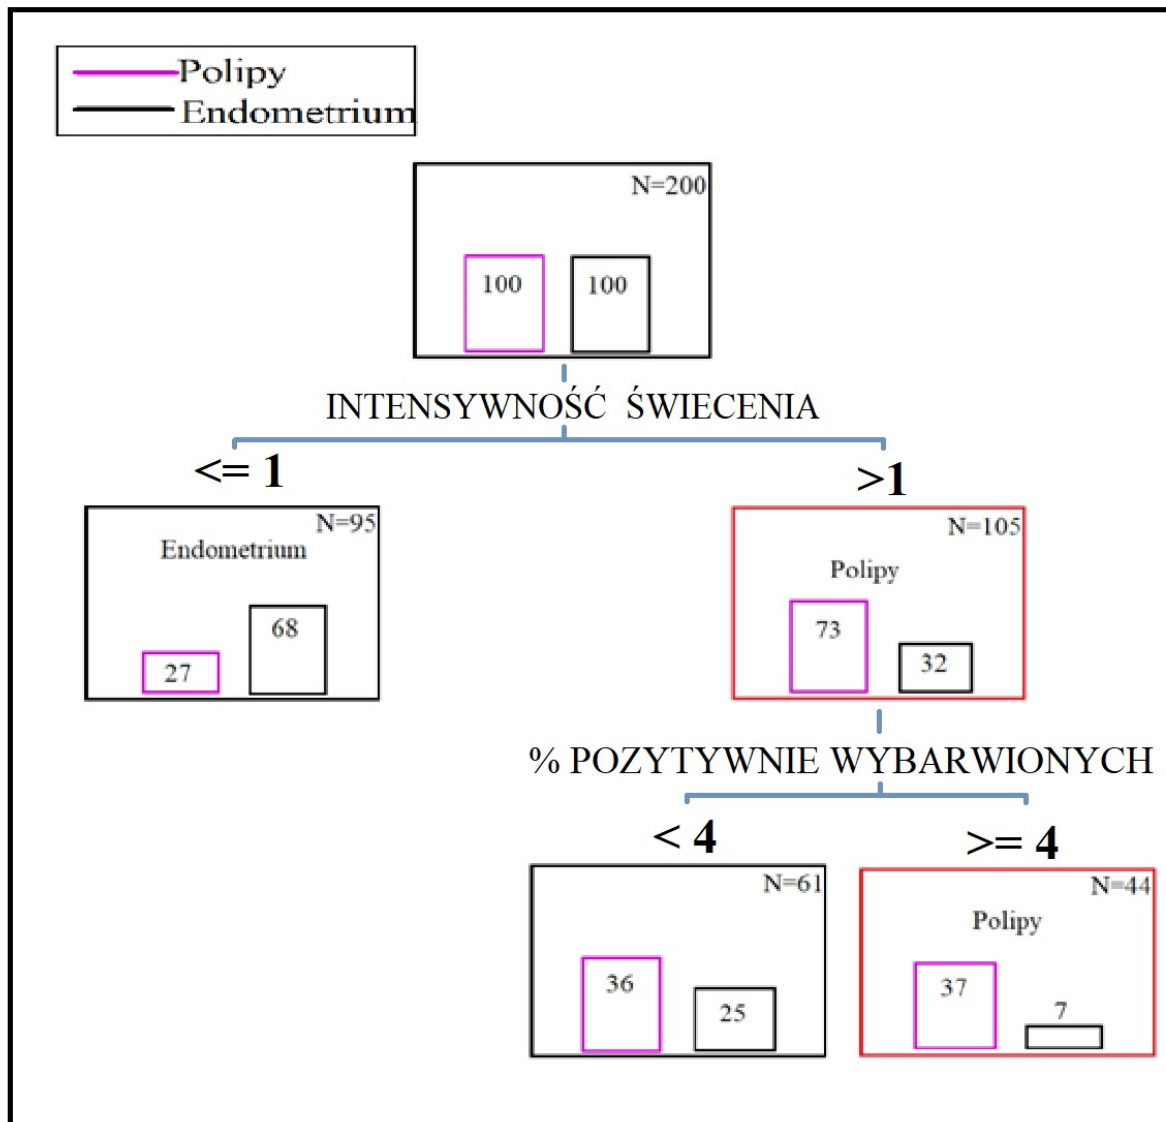 Polipy
Endometrium
N=200
100 100
INTENSYWNOŚĆ ŚWIECENIA
<= 1
>1
N=95
Endometrium
27 68
N=105
Polipy
73 32
% POZYTYWNIE WYBARWIONYCH
< 4
>= 4
N=61
36 25
N=44
Polipy
37 7